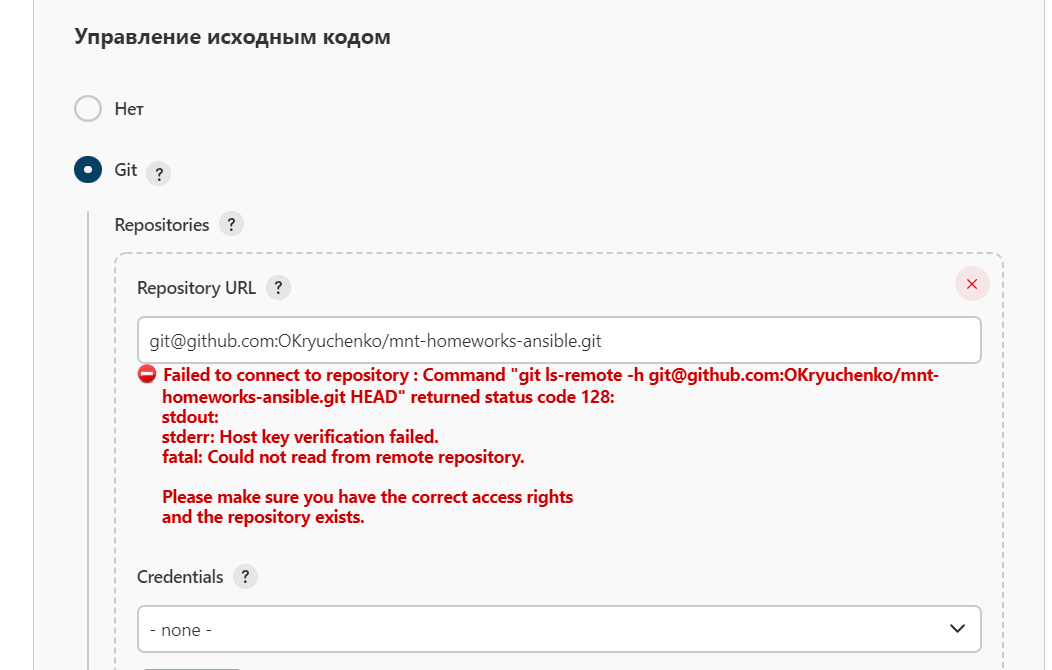 Управление исходным кодом
Нет
Git ?
Repositories ?
Repository URL ?
git@github.com:OKryuchenko/mnt-homeworks-ansible.git
Failed to connect to repository : Command "git ls-remote -h git@github.com:OKryuchenko/mnt-
homeworks-ansible.git HEAD" returned status code 128:
stdout:
stderr: Host key verification failed.
fatal: Could not read from remote repository.
Please make sure you have the correct access rights
and the repository exists.
Credentials ?
- none -